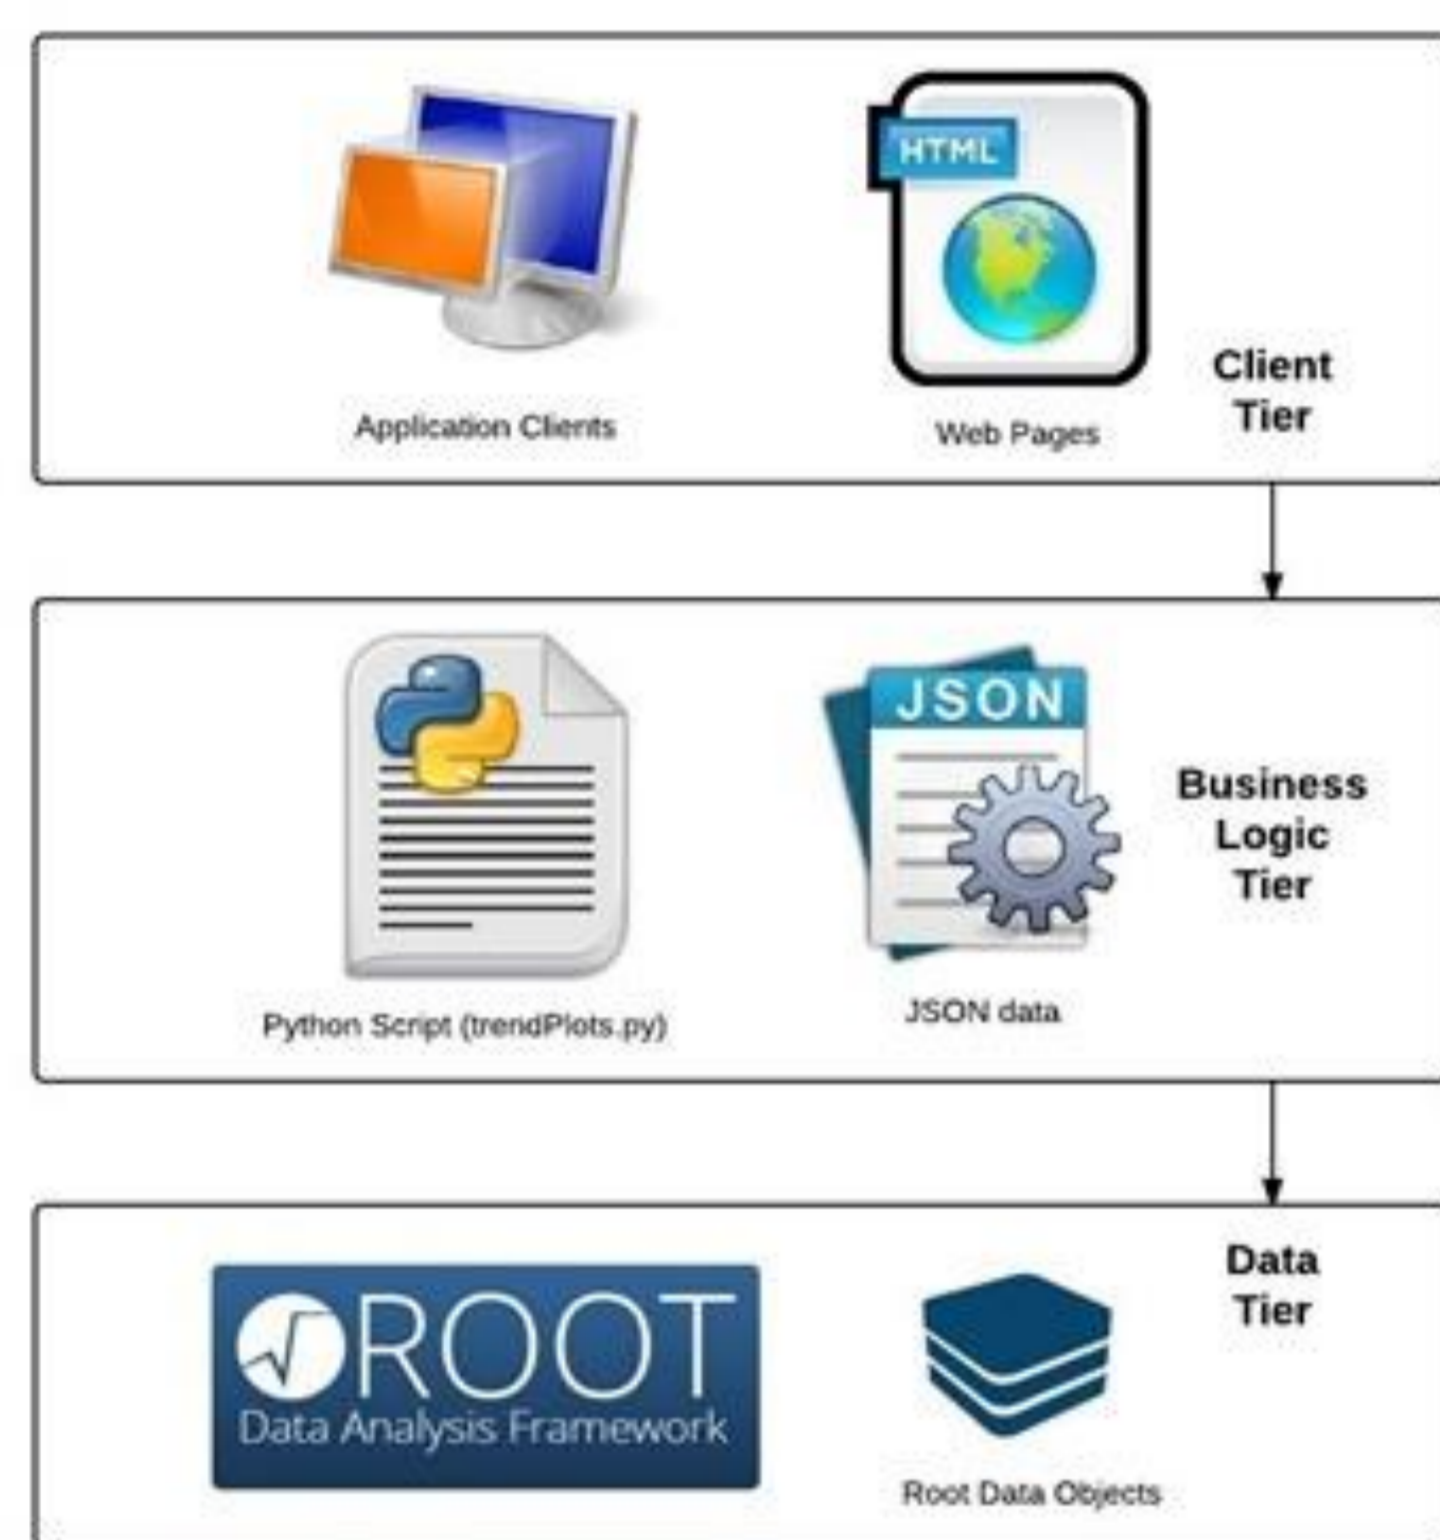 HTML
Application Clients
Web Pages
Client
Tier
JSON
Python Script (trendPlots.py)
JSON data
Business
Logic
Tier
ROOT
Data Analysis Framework
Root Data Objects
Data
Tier